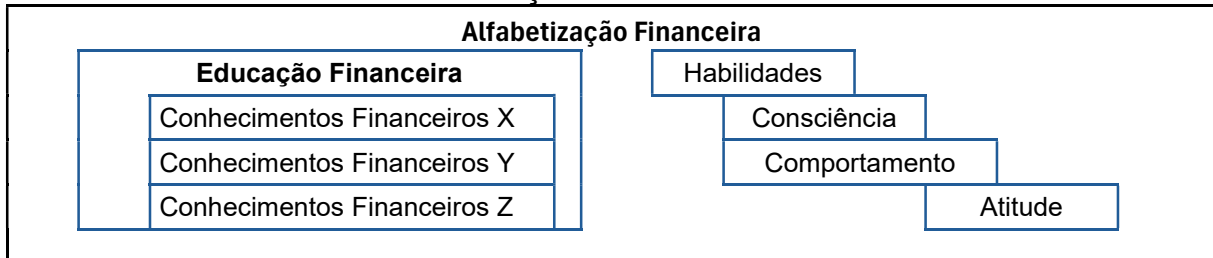 Alfabetização Financeira
Educação Financeira
Habilidades
Conhecimentos Financeiros X
Consciência
Conhecimentos Financeiros Y
Comportamento
Conhecimentos Financeiros Z
Atitude